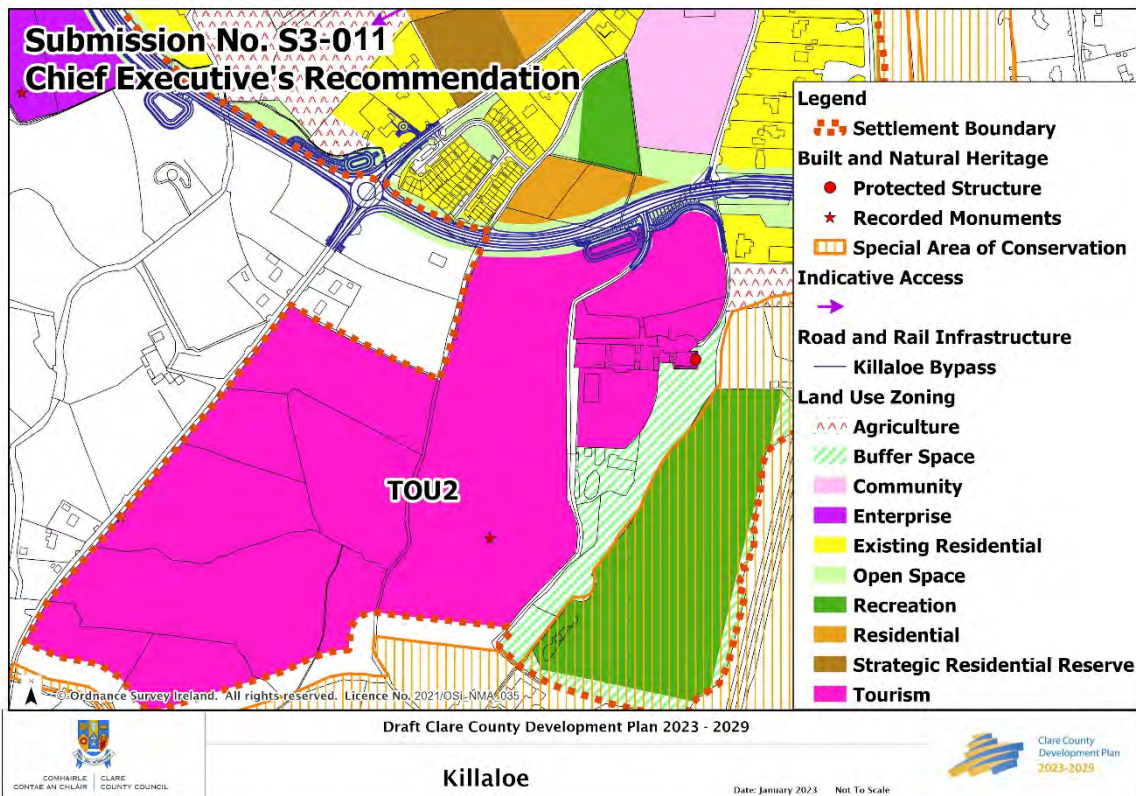 Submission No. S3-011
Chief Executive's Recommendation
Legend
Settlement Boundary
Built and Natural Heritage
Protected Structure
Recorded Monuments
Special Area of Conservation
Indicative Access
Road and Rail Infrastructure
Killaloe Bypass
Land Use Zoning
Agriculture
Buffer Space
Community
Enterprise
Existing Residential
Open Space
Recreation
Residential
Strategic Residential Reserve
Tourism
TOU2
N
© Ordnance Survey Ireland. All rights reserved. Licence No. 2021/OSi_NMA_035
COMHAIRLE CONTAE AN CHLÁIR
CLARE COUNTY COUNCIL
Draft Clare County Development Plan 2023 - 2029
Killaloe
Date: January 2023 Not To Scale
Clare County
Development Plan
2023-2029